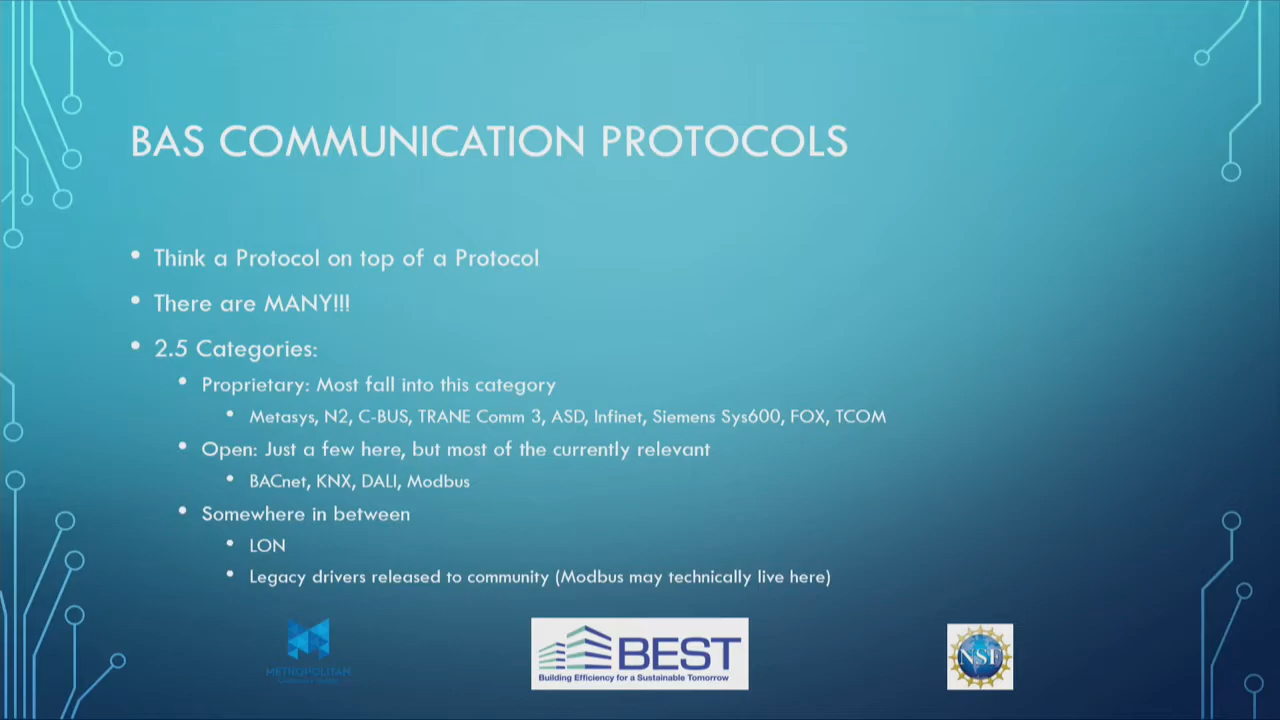 BAS COMMUNICATION PROTOCOLS
• Think a Protocol on top of a Protocol
• There are MANY!!!
• 2.5 Categories:
• Proprietary: Most fall into this category
• Metasys, N2, C-BUS, TRANE Comm 3, ASD, Infinet, Siemens Sys600, FOX, TCOM
• Open: Just a few here, but most of the currently relevant
• BACnet, KNX, DALI, Modbus
• Somewhere in between
• LON
• Legacy drivers released to community (Modbus may technically live here)
METROPOLITAN
BEST
Building Efficiency for a Sustainable Tomorrow
NSF